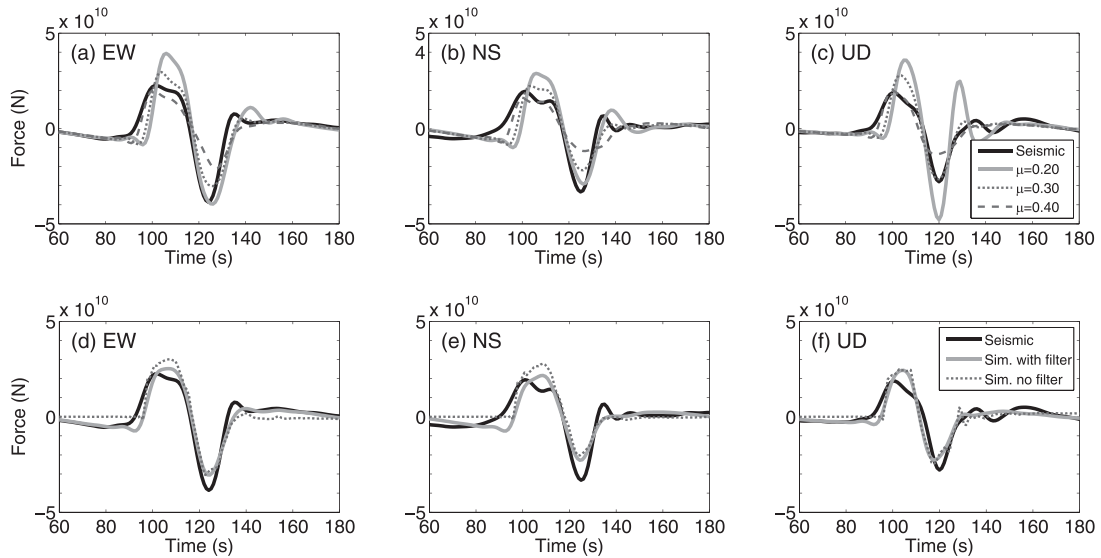 5 x 10^10
5 x 10^10
5 x 10^10
(a) EW
(b) NS
(c) UD
4
Force (N)
0
0
0
Seismic
μ=0.20
μ=0.30
μ=0.40
−5
−5
−5
60 80 100 120 140 160 180
60 80 100 120 140 160 180
60 80 100 120 140 160 180
Time (s)
Time (s)
Time (s)
5 x 10^10
5 x 10^10
5 x 10^10
(d) EW
(e) NS
(f) UD
Seismic
Sim. with filter
Sim. no filter
Force (N)
0
0
0
−5
−5
−5
60 80 100 120 140 160 180
60 80 100 120 140 160 180
60 80 100 120 140 160 180
Time (s)
Time (s)
Time (s)